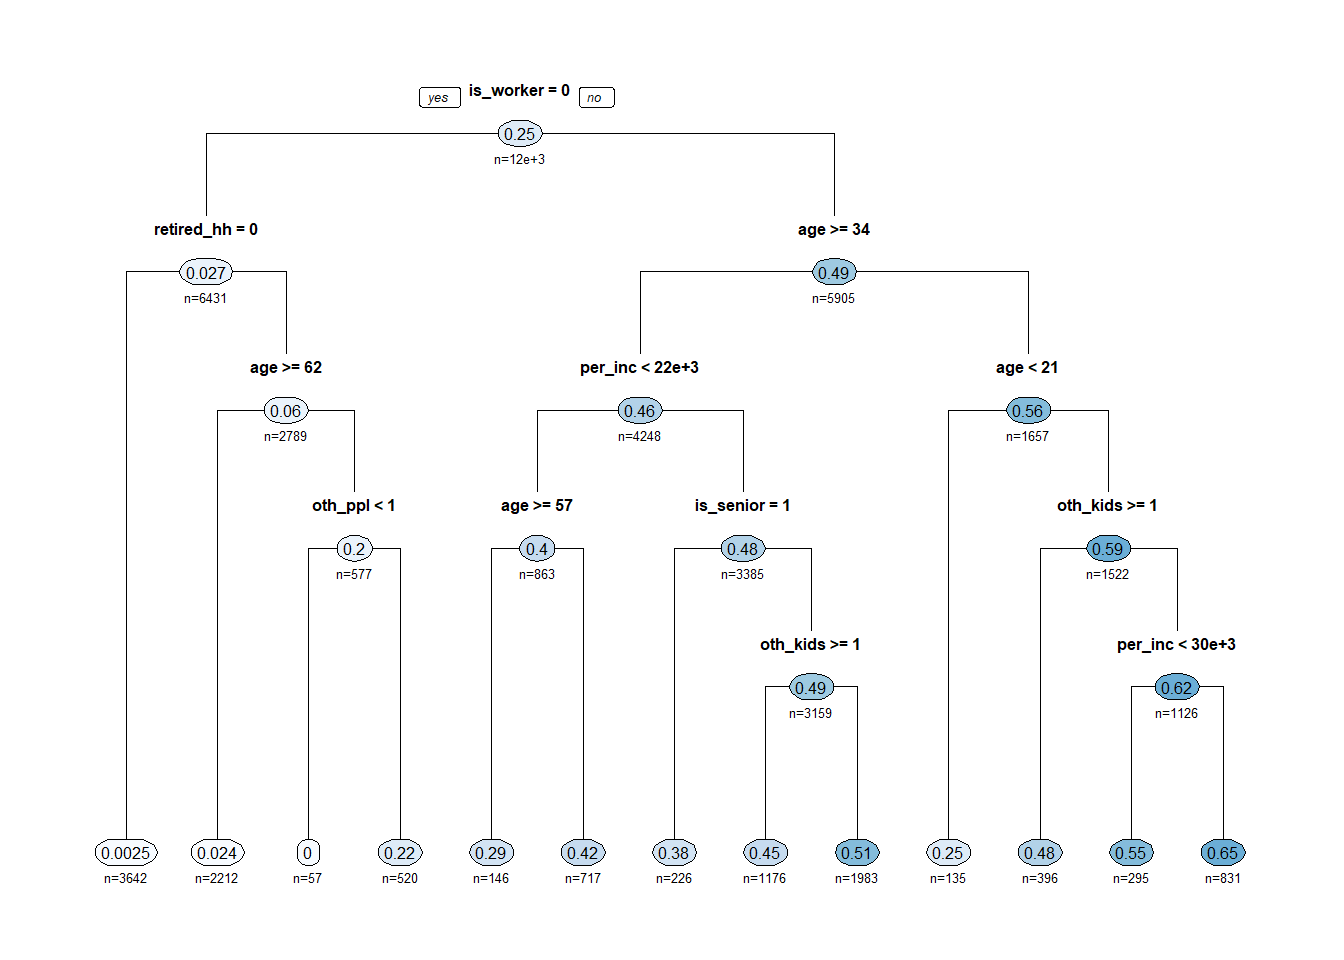 yes is_worker = 0 no
0.25
n=12e+3
retired_hh = 0 age >= 34
0.027 0.49
n=6431 n=5905
age >= 62 per_inc < 22e+3 age < 21
0.06 0.46 0.56
n=2789 n=4248 n=1657
oth_ppl < 1 age >= 57 is_senior = 1 oth_kids >= 1
0.2 0.4 0.48 0.59
n=577 n=863 n=3385 n=1522
oth_kids >= 1 per_inc < 30e+3
0.49 0.62
n=3159 n=1126
0.0025 0.024 0 0.22 0.29 0.42 0.38 0.45 0.51 0.25 0.48 0.55 0.65
n=3642 n=2212 n=57 n=520 n=146 n=717 n=226 n=1176 n=1983 n=135 n=396 n=295 n=831